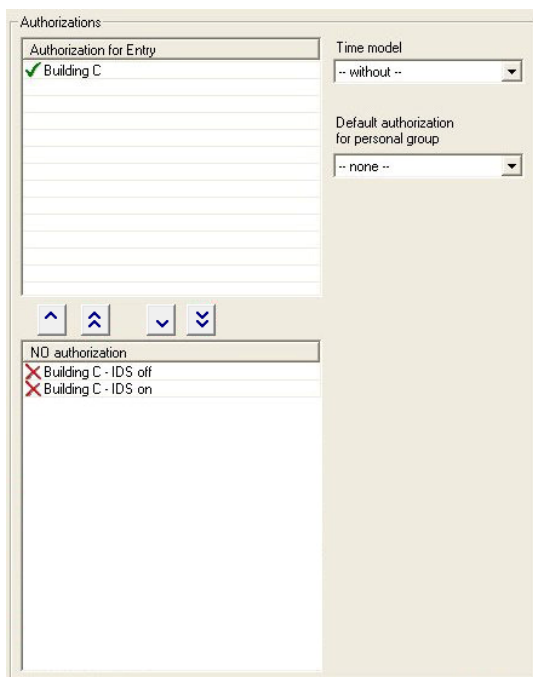 Authorizations
Authorization for Entry
Building C
Time model
-- without --
Default authorization
for personal group
-- none --
NO authorization
Building C - IDS off
Building C - IDS on